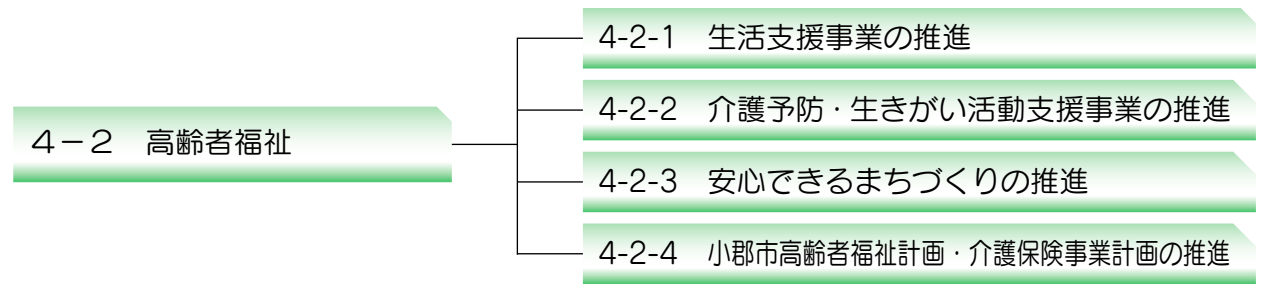 4－2　高齢者福祉
4-2-1　生活支援事業の推進
4-2-2　介護予防・生きがい活動支援事業の推進
4-2-3　安心できるまちづくりの推進
4-2-4　小郡市高齢者福祉計画・介護保険事業計画の推進